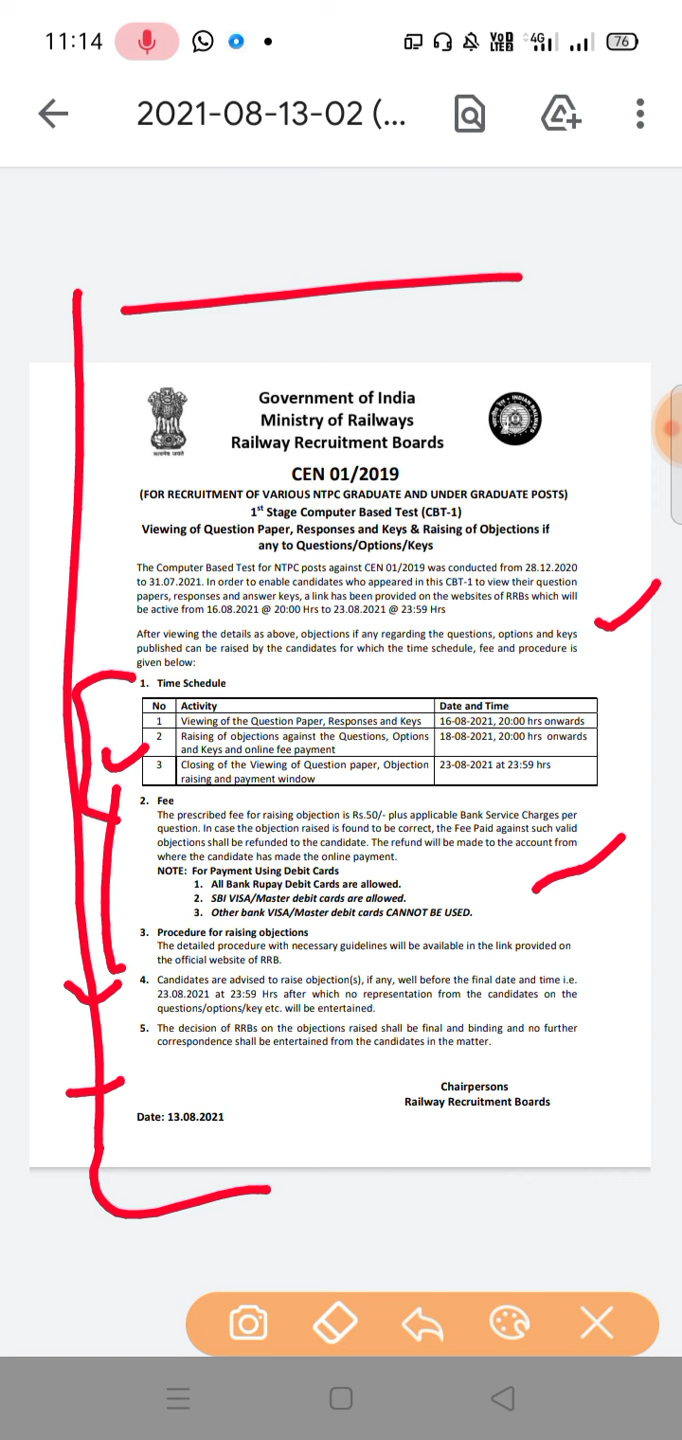 11:14
VoD
LTE2
4G
76
2021-08-13-02 (...
Government of India
Ministry of Railways
Railway Recruitment Boards
सत्यमेव जयते
CEN 01/2019
(FOR RECRUITMENT OF VARIOUS NTPC GRADUATE AND UNDER GRADUATE POSTS)
1st Stage Computer Based Test (CBT-1)
Viewing of Question Paper, Responses and Keys & Raising of Objections if
any to Questions/Options/Keys
The Computer Based Test for NTPC posts against CEN 01/2019 was conducted from 28.12.2020
to 31.07.2021. In order to enable candidates who appeared in this CBT-1 to view their question
papers, responses and answer keys, a link has been provided on the websites of RRBs which will
be active from 16.08.2021 @ 20:00 Hrs to 23.08.2021 @ 23:59 Hrs
After viewing the details as above, objections if any regarding the questions, options and keys
published can be raised by the candidates for which the time schedule, fee and procedure is
given below:
1. Time Schedule
No Activity Date and Time
1 Viewing of the Question Paper, Responses and Keys 16-08-2021, 20:00 hrs onwards
2 Raising of objections against the Questions, Options 18-08-2021, 20:00 hrs onwards
and Keys and online fee payment
3 Closing of the Viewing of Question paper, Objection 23-08-2021 at 23:59 hrs
raising and payment window
2. Fee
The prescribed fee for raising objection is Rs.50/- plus applicable Bank Service Charges per
question. In case the objection raised is found to be correct, the Fee Paid against such valid
objections shall be refunded to the candidate. The refund will be made to the account from
where the candidate has made the online payment.
NOTE: For Payment Using Debit Cards
1. All Bank Rupay Debit Cards are allowed.
2. SBI VISA/Master debit cards are allowed.
3. Other bank VISA/Master debit cards CANNOT BE USED.
3. Procedure for raising objections
The detailed procedure with necessary guidelines will be available in the link provided on
the official website of RRB.
4. Candidates are advised to raise objection(s), if any, well before the final date and time i.e.
23.08.2021 at 23:59 Hrs after which no representation from the candidates on the
questions/options/key etc. will be entertained.
5. The decision of RRBs on the objections raised shall be final and binding and no further
correspondence shall be entertained from the candidates in the matter.
Chairpersons
Railway Recruitment Boards
Date: 13.08.2021